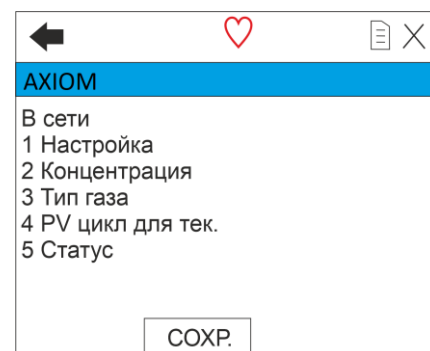 AXIOM
В сети
1 Настройка
2 Концентрация
3 Тип газа
4 PV цикл для тек.
5 Статус
СОХР.